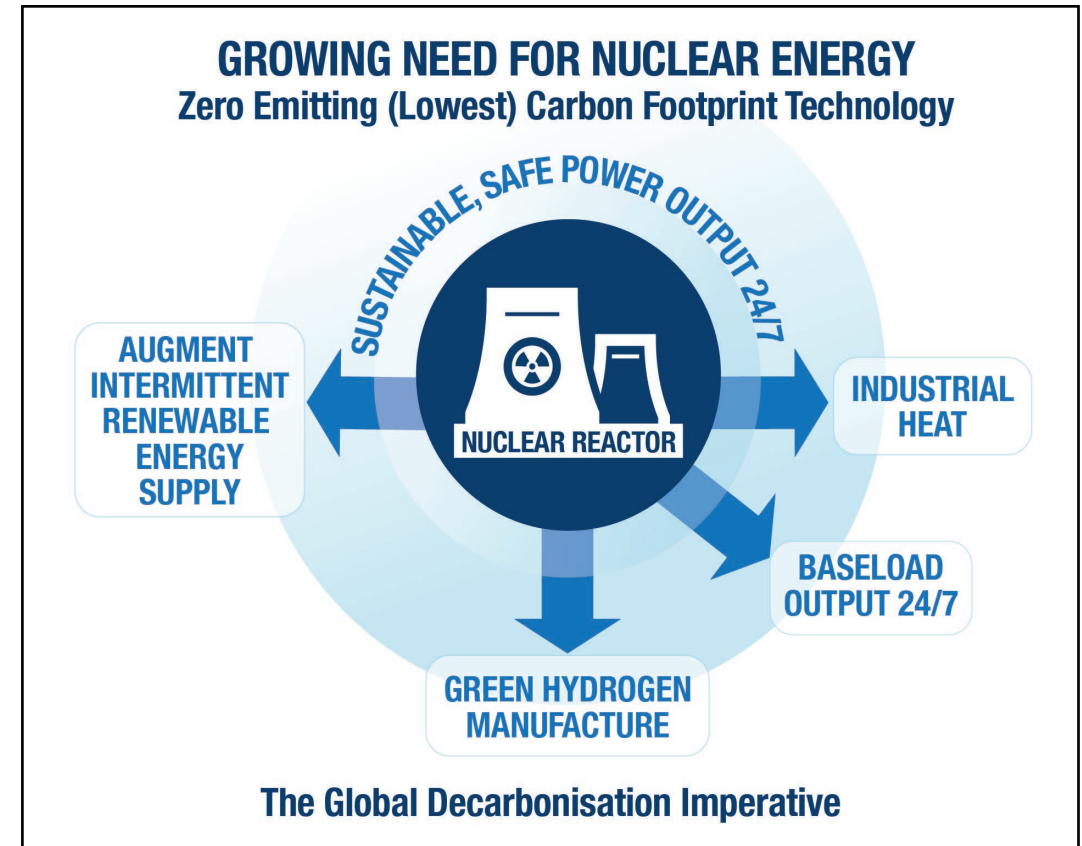 GROWING NEED FOR NUCLEAR ENERGY
Zero Emitting (Lowest) Carbon Footprint Technology
SUSTAINABLE, SAFE POWER OUTPUT 24/7
AUGMENT
INTERMITTENT
RENEWABLE
ENERGY
SUPPLY
NUCLEAR REACTOR
INDUSTRIAL
HEAT
BASELOAD
OUTPUT 24/7
GREEN HYDROGEN
MANUFACTURE
The Global Decarbonisation Imperative